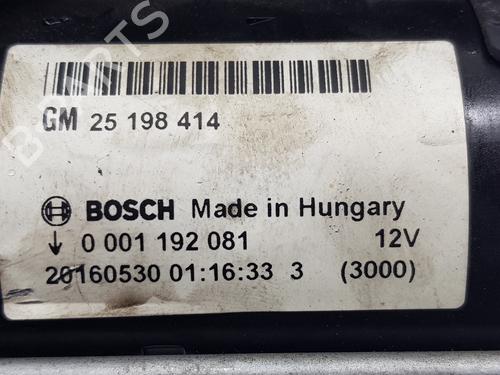 GM 25 198 414
BOSCH Made in Hungary
0 001 192 081 12V
20160530 01:16:33 3 (3000)